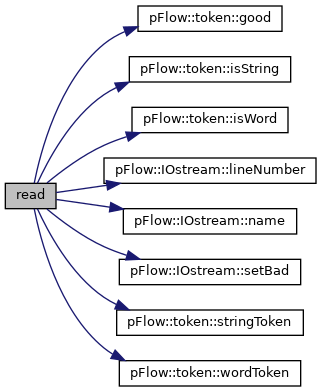 pFlow::token::good
pFlow::token::isString
pFlow::token::isWord
pFlow::IOstream::lineNumber
read
pFlow::IOstream::name
pFlow::IOstream::setBad
pFlow::token::stringToken
pFlow::token::wordToken